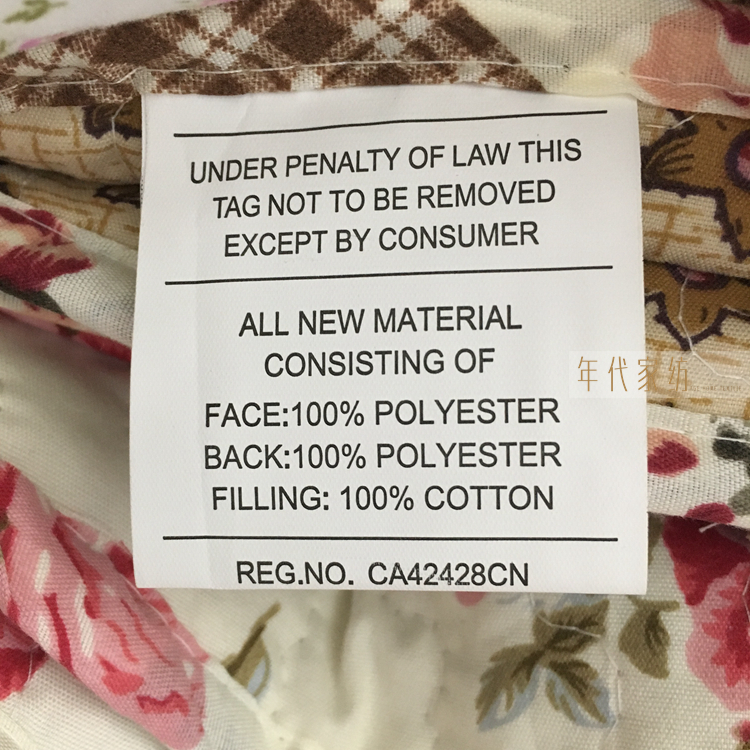 UNDER PENALTY OF LAW THIS
TAG NOT TO BE REMOVED
EXCEPT BY CONSUMER
ALL NEW MATERIAL
CONSISTING OF
年代家纺
FACE:100% POLYESTER
BACK:100% POLYESTER
FILLING: 100% COTTON
REG.NO. CA42428CN